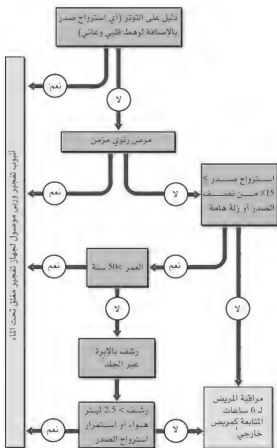 دليل على التوتر (أي استرواح صدر
بالإضافة لوهط قلبي وعائي)
نعم
لا
مرض رئوي مزمن
نعم
لا
استرواح صدر >
15٪ من نصف
الصدر أو زلة هامة
العمر >50 سنة
نعم
نعم
لا
لا
رشف بالإبرة
عبر الجلد
رشف > 2.5 ليتر
هواء أو استمرار
استرواح الصدر
نعم
لا
مراقبة المريض
لـ 6 ساعات
المتابعة كمريض
خارجي
أنبوب تفجير وربي موصول لجهاز تفجير مغلق تحت الماء